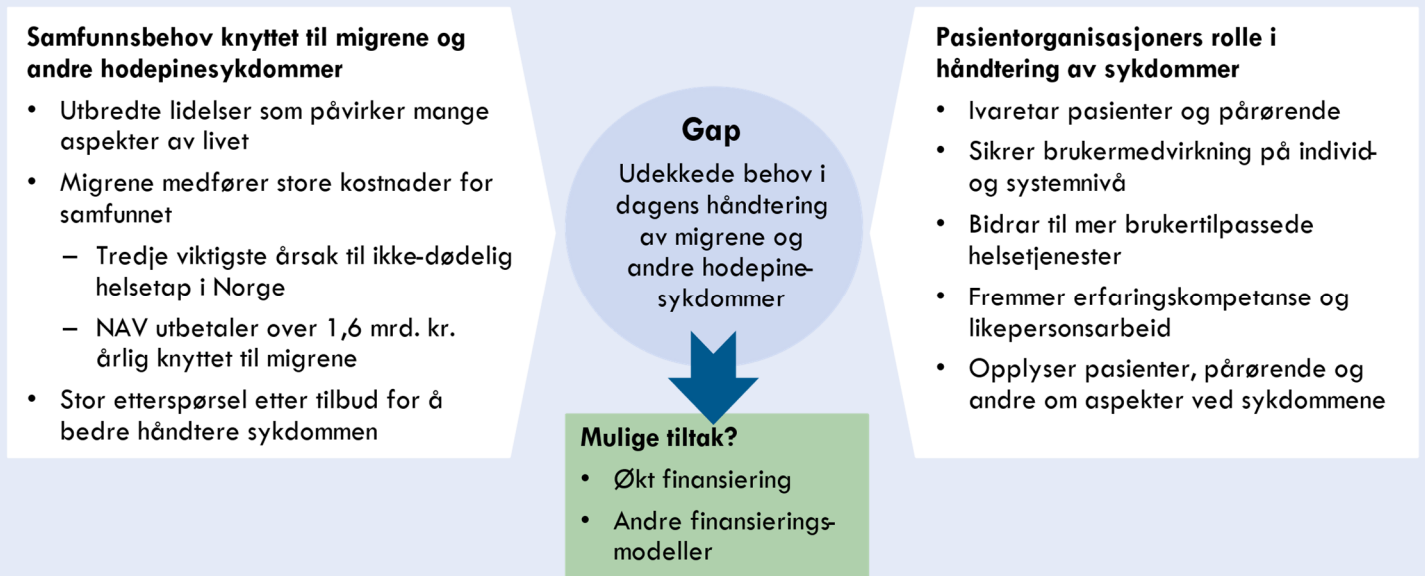 Samfunnsbehov knyttet til migrene og
andre hodepinesykdommer
• Utbredte lidelser som påvirker mange
aspekter av livet
• Migrene medfører store kostnader for
samfunnet
– Tredje viktigste årsak til ikke-dødelig
helsetap i Norge
– NAV utbetaler over 1,6 mrd. kr.
årlig knyttet til migrene
• Stor etterspørsel etter tilbud for å
bedre håndtere sykdommen
Gap
Udekkede behov i
dagens håndtering
av migrene og
andre hodepine-
sykdommer
Mulige tiltak?
• Økt finansiering
• Andre finansierings-
modeller
Pasientorganisasjoners rolle i
håndtering av sykdommer
• Ivaretar pasienter og pårørende
• Sikrer brukermedvirkning på individ-
og systemnivå
• Bidrar til mer brukertilpassede
helsetjenester
• Fremmer erfaringskompetanse og
likepersonsarbeid
• Opplyser pasienter, pårørende og
andre om aspekter ved sykdommene